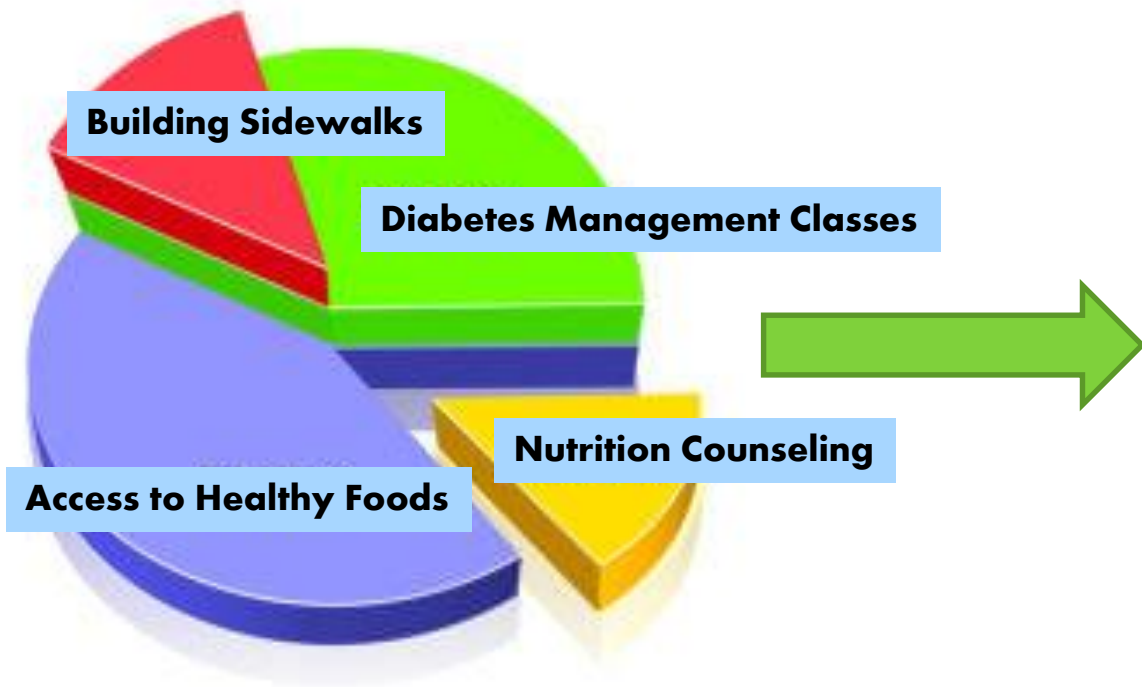 Building Sidewalks
Diabetes Management Classes
Nutrition Counseling
Access to Healthy Foods